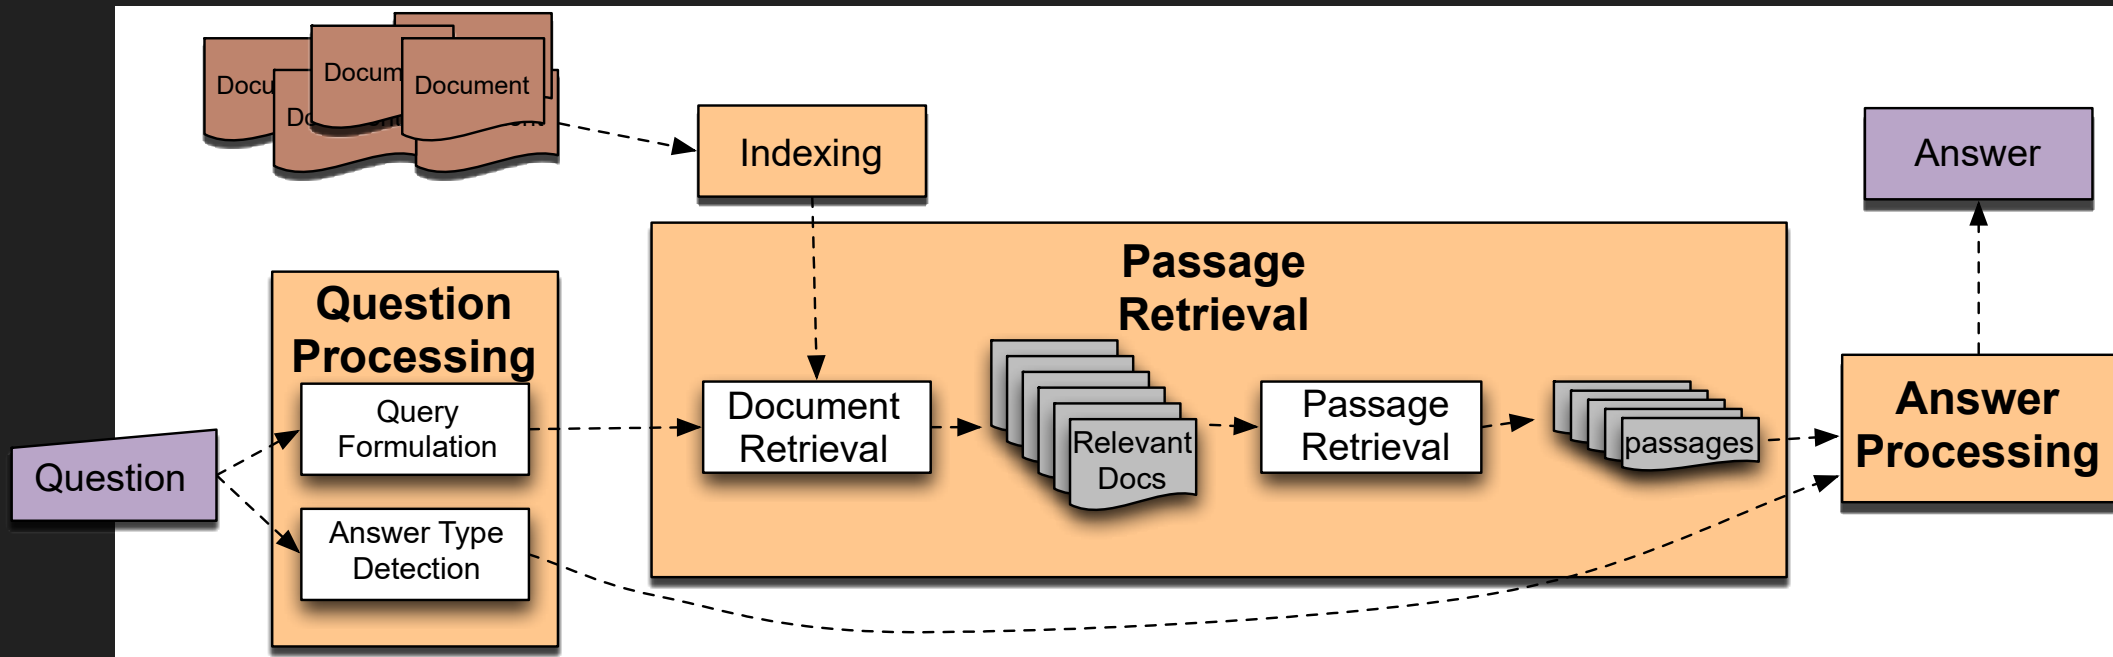 Docu
Docum
Document
Do
Indexing
Answer
Passage
Retrieval
Question
Processing
Query
Formulation
Answer Type
Detection
Question
Document
Retrieval
Relevant
Docs
Passage
Retrieval
passages
Answer
Processing